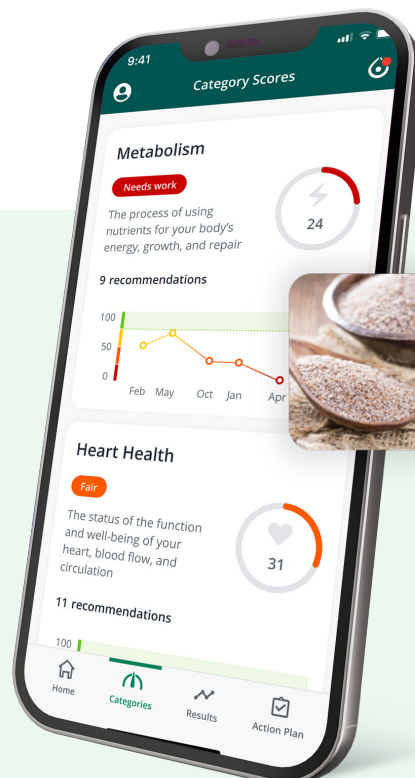 9:41
Category Scores
Metabolism
Needs work
The process of using
nutrients for your body's
energy, growth, and repair
24
9 recommendations
100
50
0
Feb May Oct Jan Apr
Heart Health
Fair
The status of the function
and well-being of your
heart, blood flow, and
circulation
31
11 recommendations
100
Home
Categories
Results
Action Plan